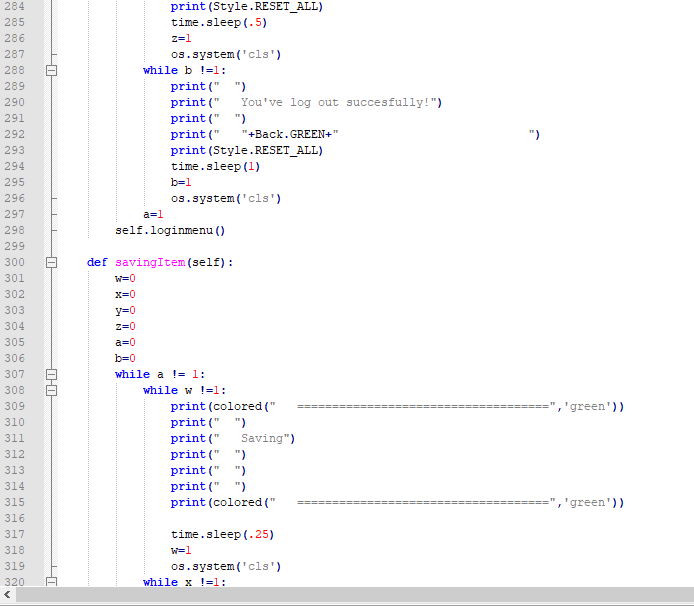 284                 print(Style.RESET_ALL)
285                 time.sleep(.5)
286                 z=1
287                 os.system('cls')
288             while b !=1:
289                 print("  ")
290                 print("   You've log out succesfully!")
291                 print("  ")
292                 print("   "+Back.GREEN+"                           ")
293                 print(Style.RESET_ALL)
294                 time.sleep(1)
295                 b=1
296                 os.system('cls')
297             a=1
298         self.loginmenu()
299
300     def savingItem(self):
301         w=0
302         x=0
303         y=0
304         z=0
305         a=0
306         b=0
307         while a != 1:
308             while w !=1:
309                 print(colored("   ====================================",'green'))
310                 print("  ")
311                 print("   Saving")
312                 print("  ")
313                 print("  ")
314                 print("  ")
315                 print(colored("   ====================================",'green'))
316
317                 time.sleep(.25)
318                 w=1
319                 os.system('cls')
320             while x !=1: